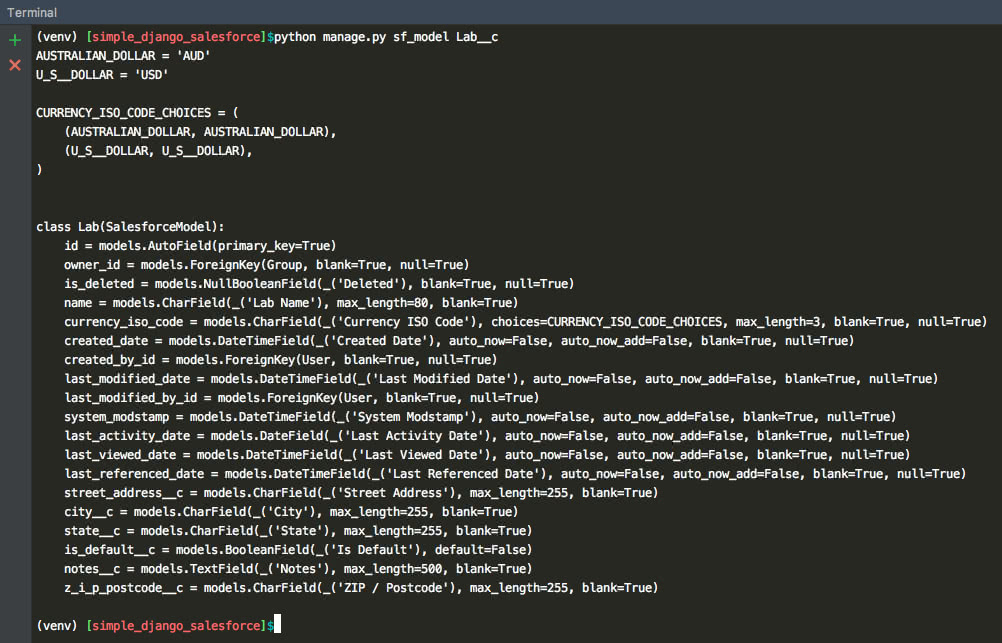 Terminal
(venv) [simple_django_salesforce]$python manage.py sf_model Lab__c
AUSTRALIAN_DOLLAR = 'AUD'
U_S__DOLLAR = 'USD'
CURRENCY_ISO_CODE_CHOICES = (
    (AUSTRALIAN_DOLLAR, AUSTRALIAN_DOLLAR),
    (U_S__DOLLAR, U_S__DOLLAR),
)
class Lab(SalesforceModel):
    id = models.AutoField(primary_key=True)
    owner_id = models.ForeignKey(Group, blank=True, null=True)
    is_deleted = models.NullBooleanField(_('Deleted'), blank=True, null=True)
    name = models.CharField(_('Lab Name'), max_length=80, blank=True)
    currency_iso_code = models.CharField(_('Currency ISO Code'), choices=CURRENCY_ISO_CODE_CHOICES, max_length=3, blank=True, null=True)
    created_date = models.DateTimeField(_('Created Date'), auto_now=False, auto_now_add=False, blank=True, null=True)
    created_by_id = models.ForeignKey(User, blank=True, null=True)
    last_modified_date = models.DateTimeField(_('Last Modified Date'), auto_now=False, auto_now_add=False, blank=True, null=True)
    last_modified_by_id = models.ForeignKey(User, blank=True, null=True)
    system_modstamp = models.DateTimeField(_('System Modstamp'), auto_now=False, auto_now_add=False, blank=True, null=True)
    last_activity_date = models.DateField(_('Last Activity Date'), auto_now=False, auto_now_add=False, blank=True, null=True)
    last_viewed_date = models.DateTimeField(_('Last Viewed Date'), auto_now=False, auto_now_add=False, blank=True, null=True)
    last_referenced_date = models.DateTimeField(_('Last Referenced Date'), auto_now=False, auto_now_add=False, blank=True, null=True)
    street_address__c = models.CharField(_('Street Address'), max_length=255, blank=True)
    city__c = models.CharField(_('City'), max_length=255, blank=True)
    state__c = models.CharField(_('State'), max_length=255, blank=True)
    is_default__c = models.BooleanField(_('Is Default'), default=False)
    notes__c = models.TextField(_('Notes'), max_length=500, blank=True)
    z_i_p_postcode__c = models.CharField(_('ZIP / Postcode'), max_length=255, blank=True)
(venv) [simple_django_salesforce]$